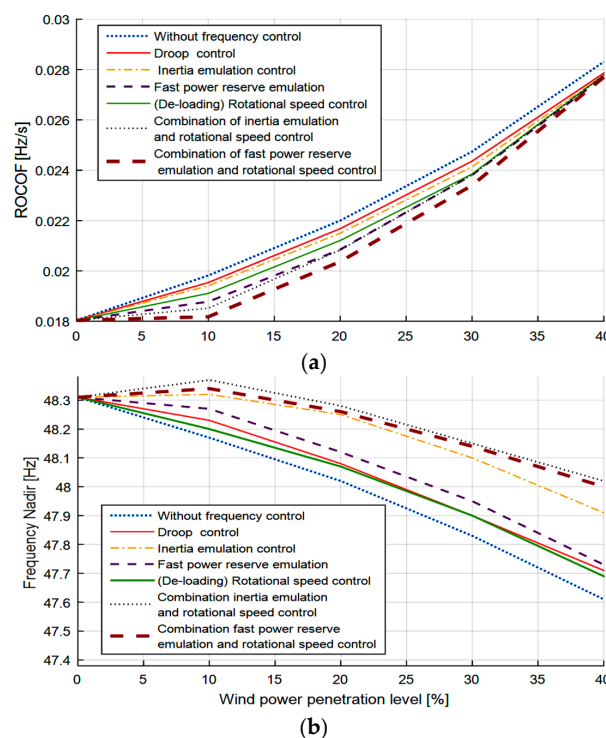 0.03
0.028
0.026
0.024
0.022
0.02
0.018
ROCOF [Hz/s]
Without frequency control
Droop control
Inertia emulation control
Fast power reserve emulation
(De-loading) Rotational speed control
Combination of inertia emulation
and rotational speed control
Combination of fast power reserve
emulation and rotational speed control
0 5 10 15 20 25 30 35 40
(a)
48.3
48.2
48.1
48
47.9
47.8
47.7
47.6
47.5
47.4
Frequency Nadir [Hz]
Without frequency control
Droop control
Inertia emulation control
Fast power reserve emulation
(De-loading) Rotational speed control
Combination inertia emulation
and rotational speed control
Combination fast power reserve
emulation and rotational speed control
0 5 10 15 20 25 30 35 40
Wind power penetration level [%]
(b)